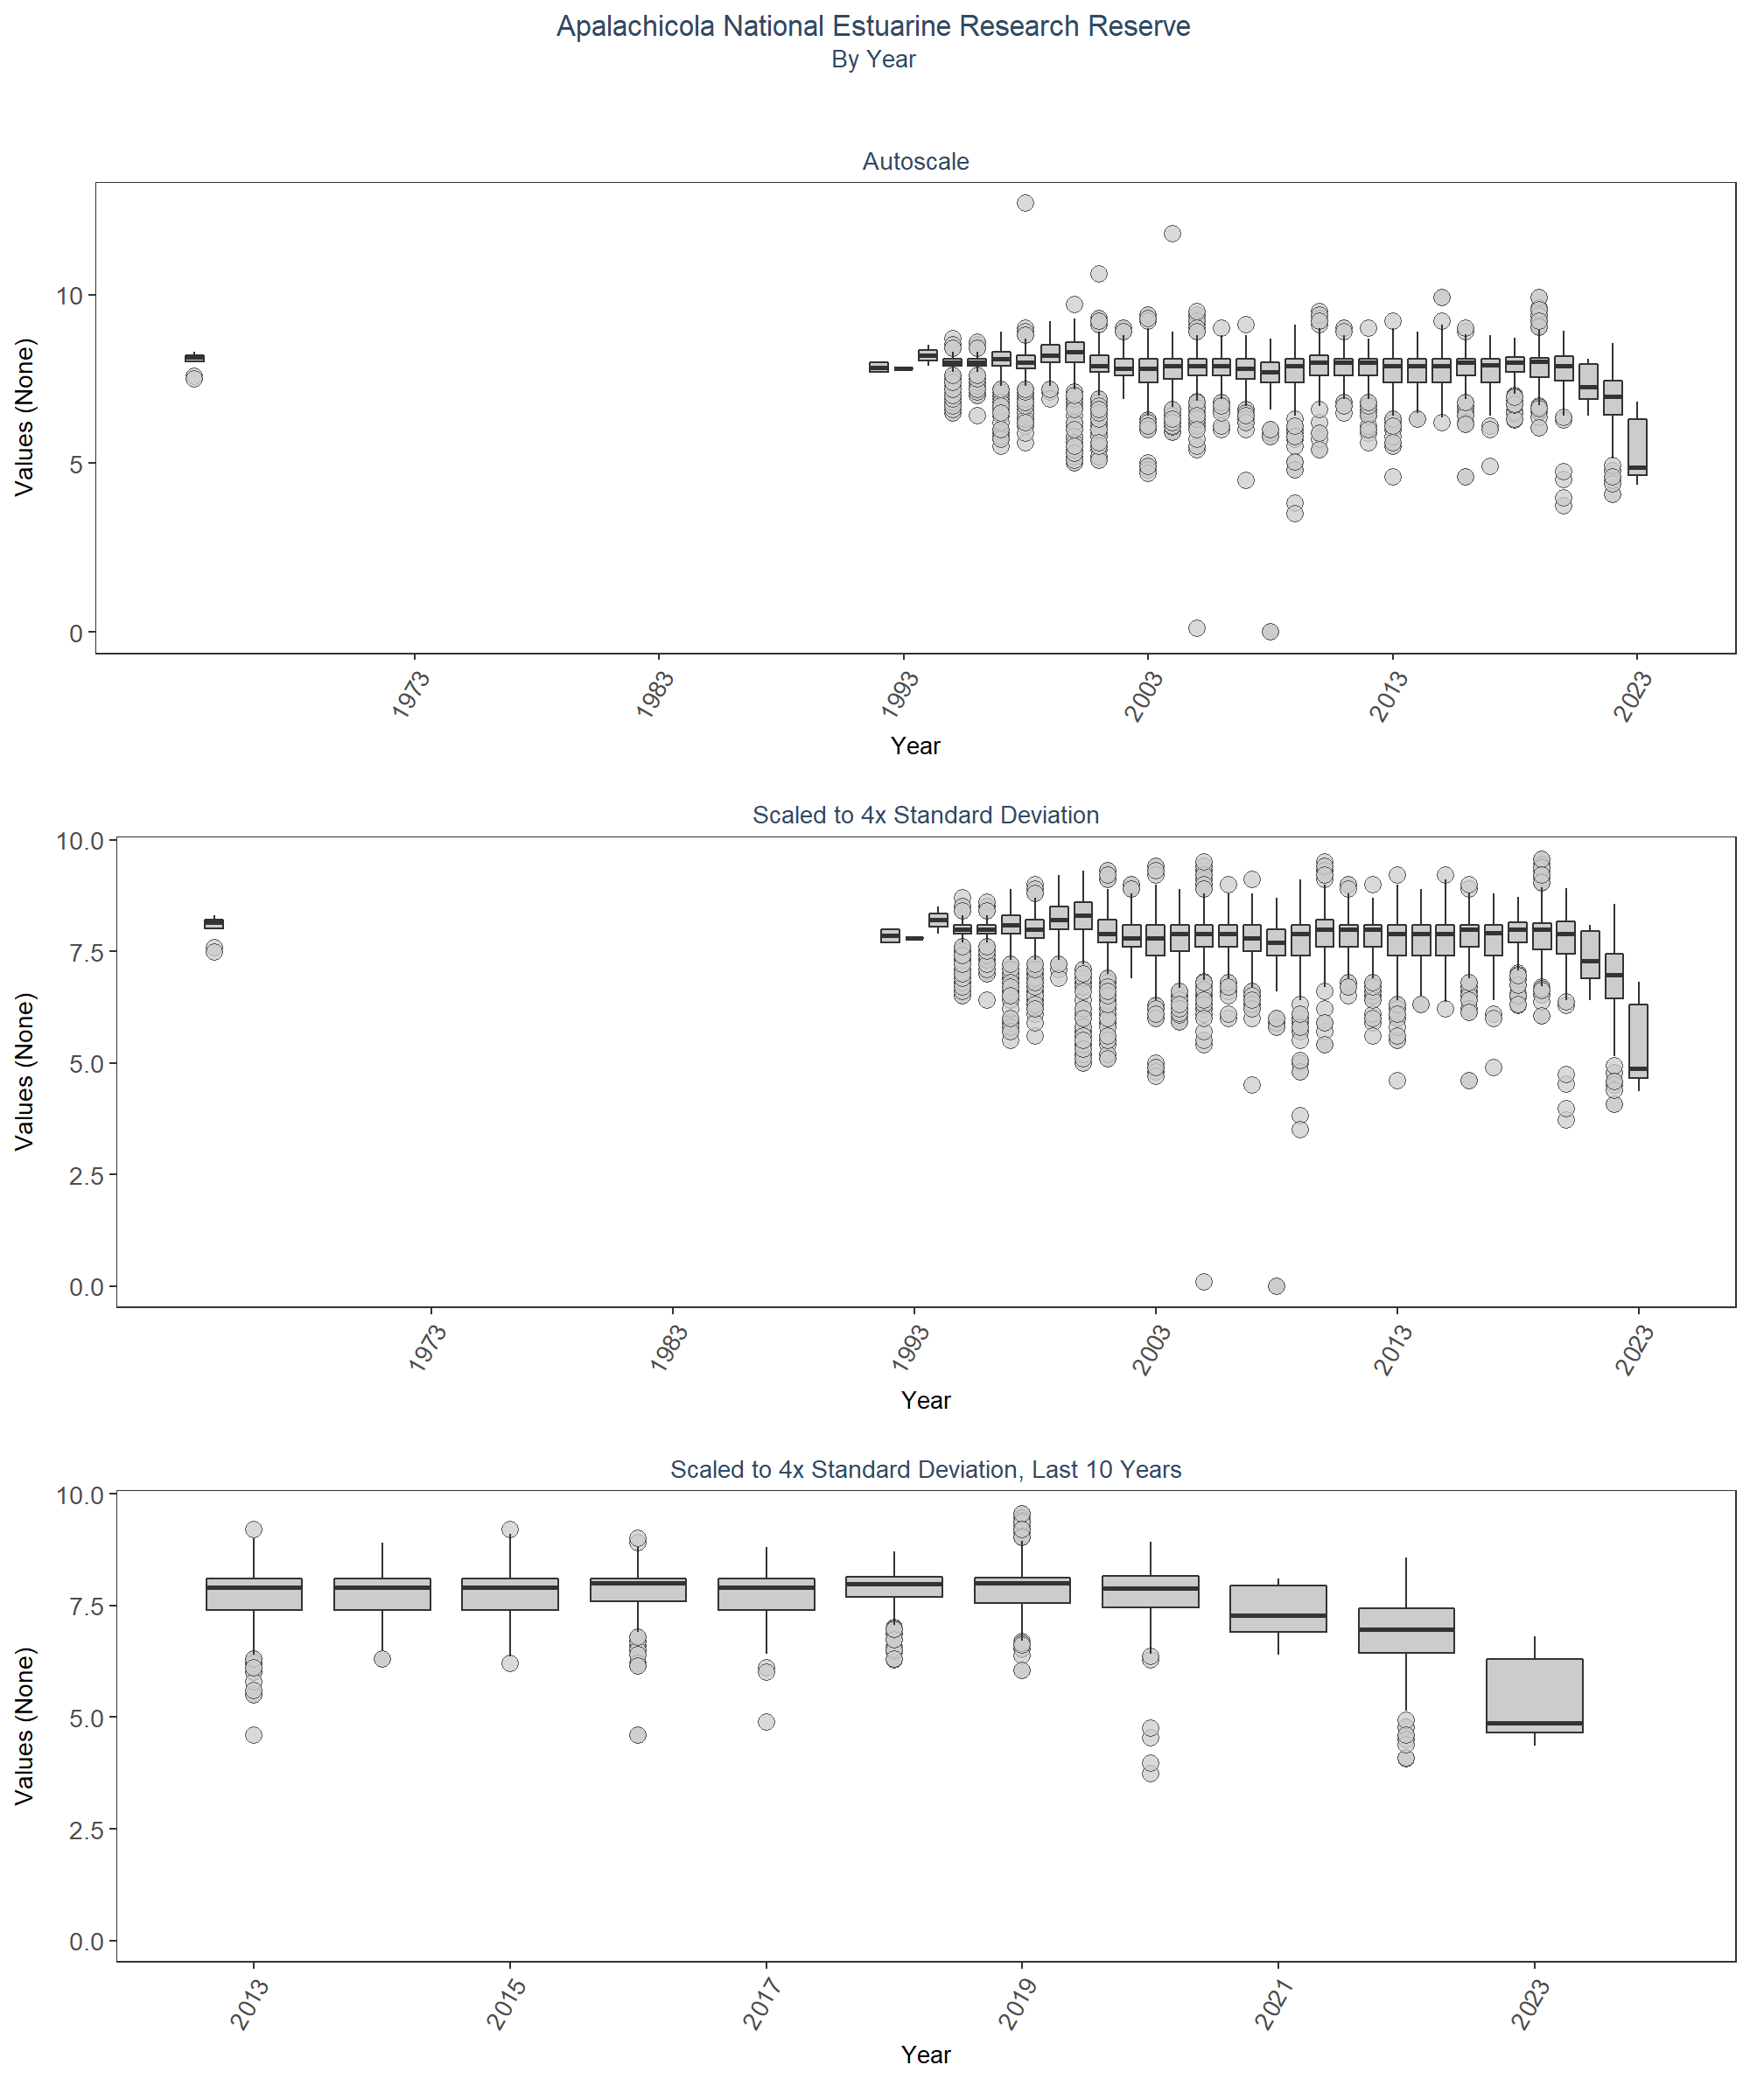 Apalachicola National Estuarine Research Reserve
By Year
Autoscale
Values (None)
10
5
0
1973
1983
1993
2003
2013
2023
Year
Scaled to 4x Standard Deviation
Values (None)
10.0
7.5
5.0
2.5
0.0
1973
1983
1993
2003
2013
2023
Year
Scaled to 4x Standard Deviation, Last 10 Years
Values (None)
10.0
7.5
5.0
2.5
0.0
2013
2015
2017
2019
2021
2023
Year